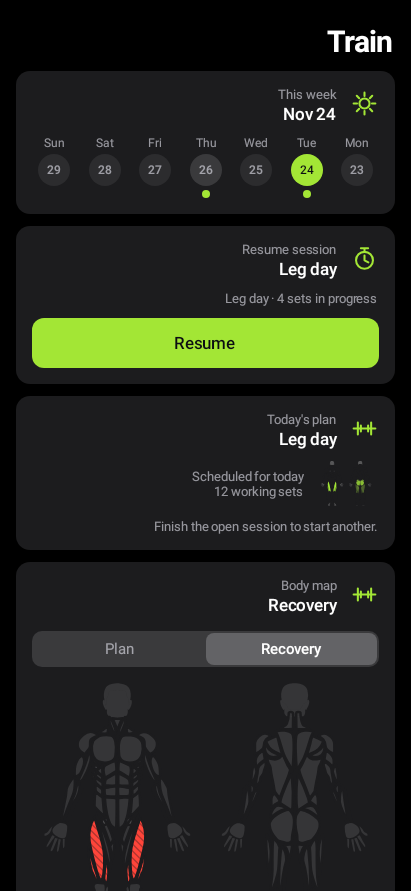 Train
This week
Nov 24
Sun Sat Fri Thu Wed Tue Mon
29 28 27 26 25 24 23
Resume session
Leg day
Leg day · 4 sets in progress
Resume
Today's plan
Leg day
Scheduled for today
12 working sets
Finish the open session to start another.
Body map
Recovery
Plan Recovery